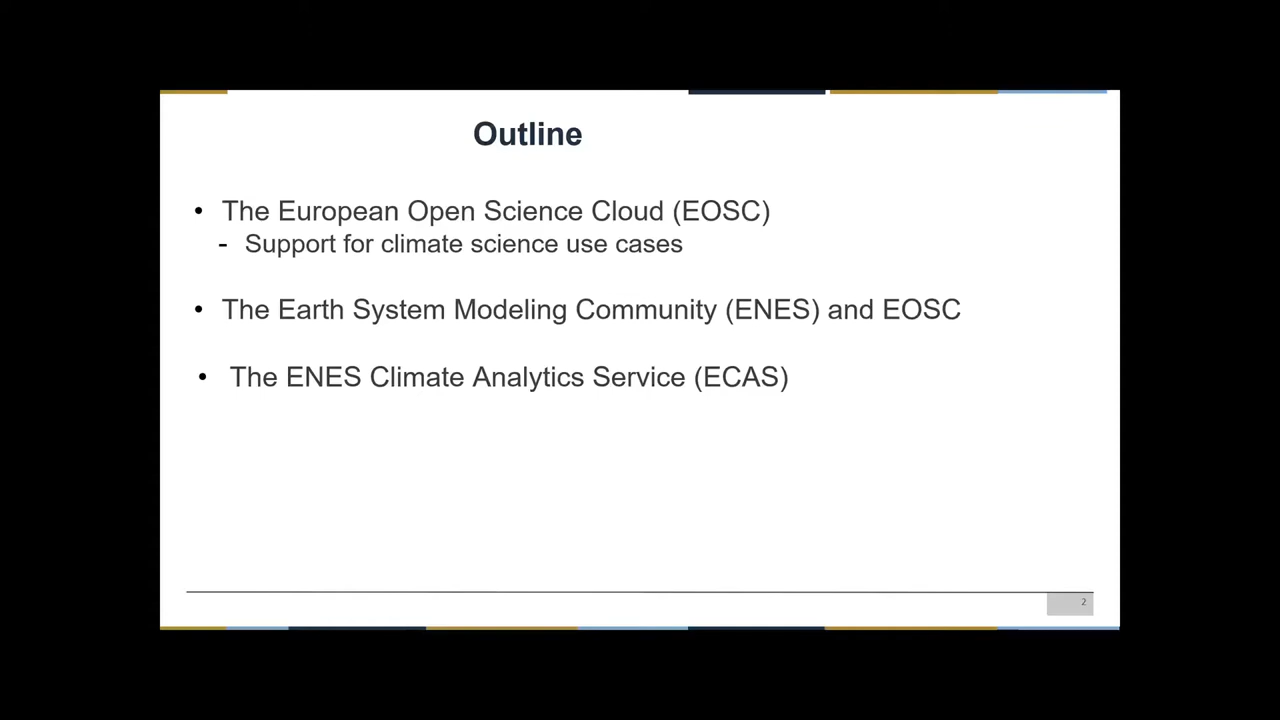 Outline
• The European Open Science Cloud (EOSC)
- Support for climate science use cases
• The Earth System Modeling Community (ENES) and EOSC
• The ENES Climate Analytics Service (ECAS)
2